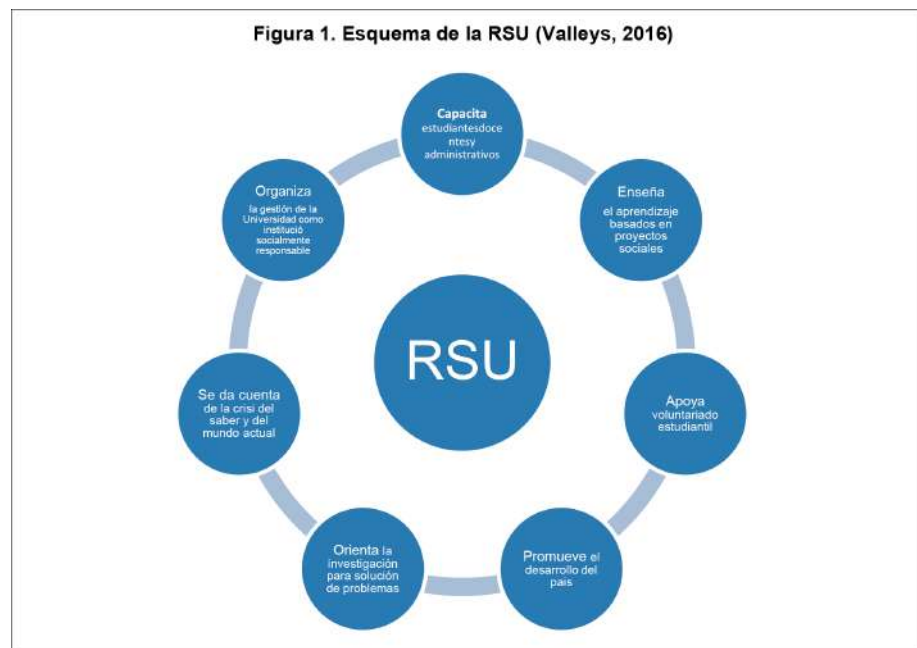 Figura 1. Esquema de la RSU (Valleys, 2016)
Capacita
estudiantesdoce
ntesy
administrativos
Enseña
el aprendizaje
basados en
proyectos
sociales
Apoya
voluntariado
estudiantil
Promueve el
desarrollo del
pais
Orienta la
investigación
para solución
de problemas
Se da cuenta
de la crisi del
saber y del
mundo actual
Organiza
la gestión de la
Universidad como
institució
socialmente
responsable
RSU